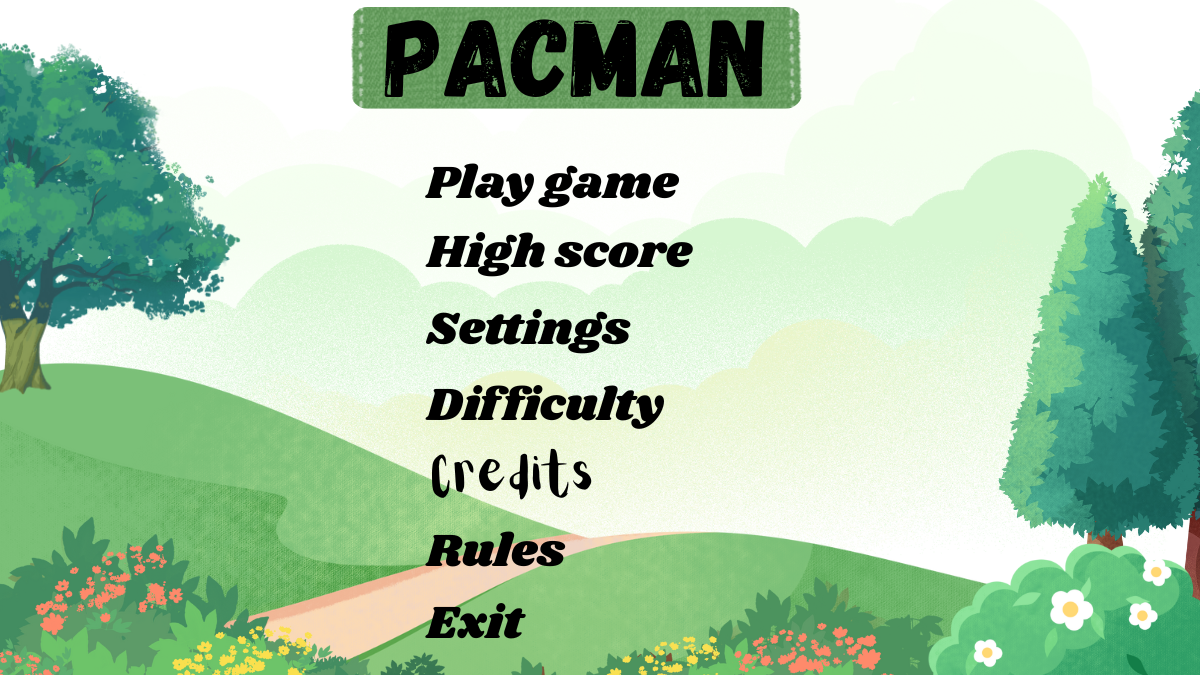 PACMAN
Play game
High score
Settings
Difficulty
Credits
Rules
Exit